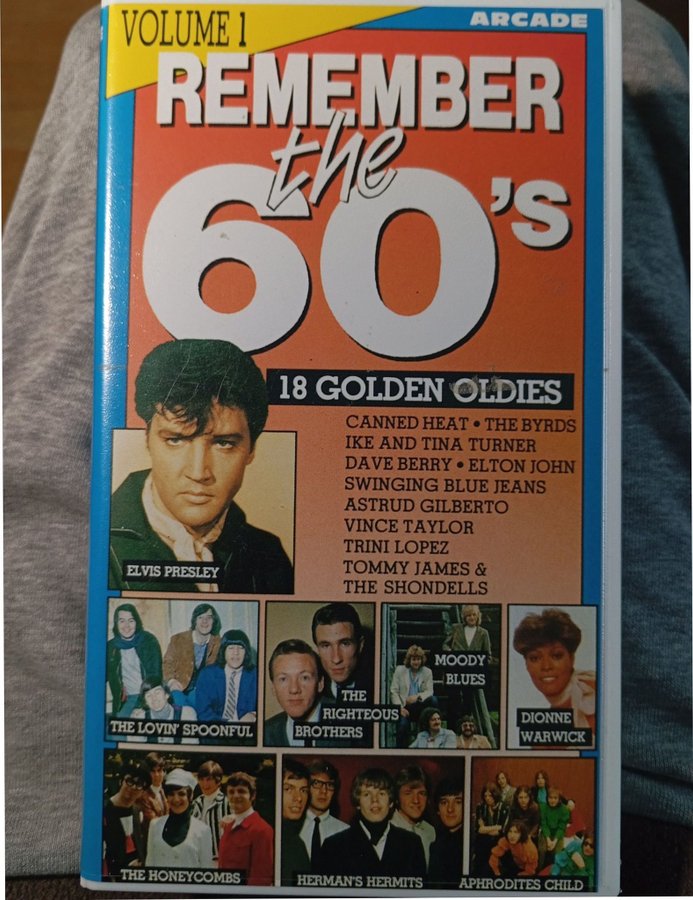 VOLUME 1
ARCADE
REMEMBER
the
60's
18 GOLDEN OLDIES
CANNED HEAT • THE BYRDS
IKE AND TINA TURNER
DAVE BERRY • ELTON JOHN
SWINGING BLUE JEANS
ASTRUD GILBERTO
VINCE TAYLOR
TRINI LOPEZ
TOMMY JAMES &
THE SHONDELLS
ELVIS PRESLEY
THE LOVIN' SPOONFUL
THE
RIGHTEOUS
BROTHERS
MOODY
BLUES
DIONNE
WARWICK
THE HONEYCOMBS
HERMAN'S HERMITS
APHRODITES CHILD